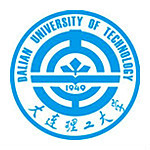 DALIAN UNIVERSITY OF TECHNOLOGY
1949
大连理工大学